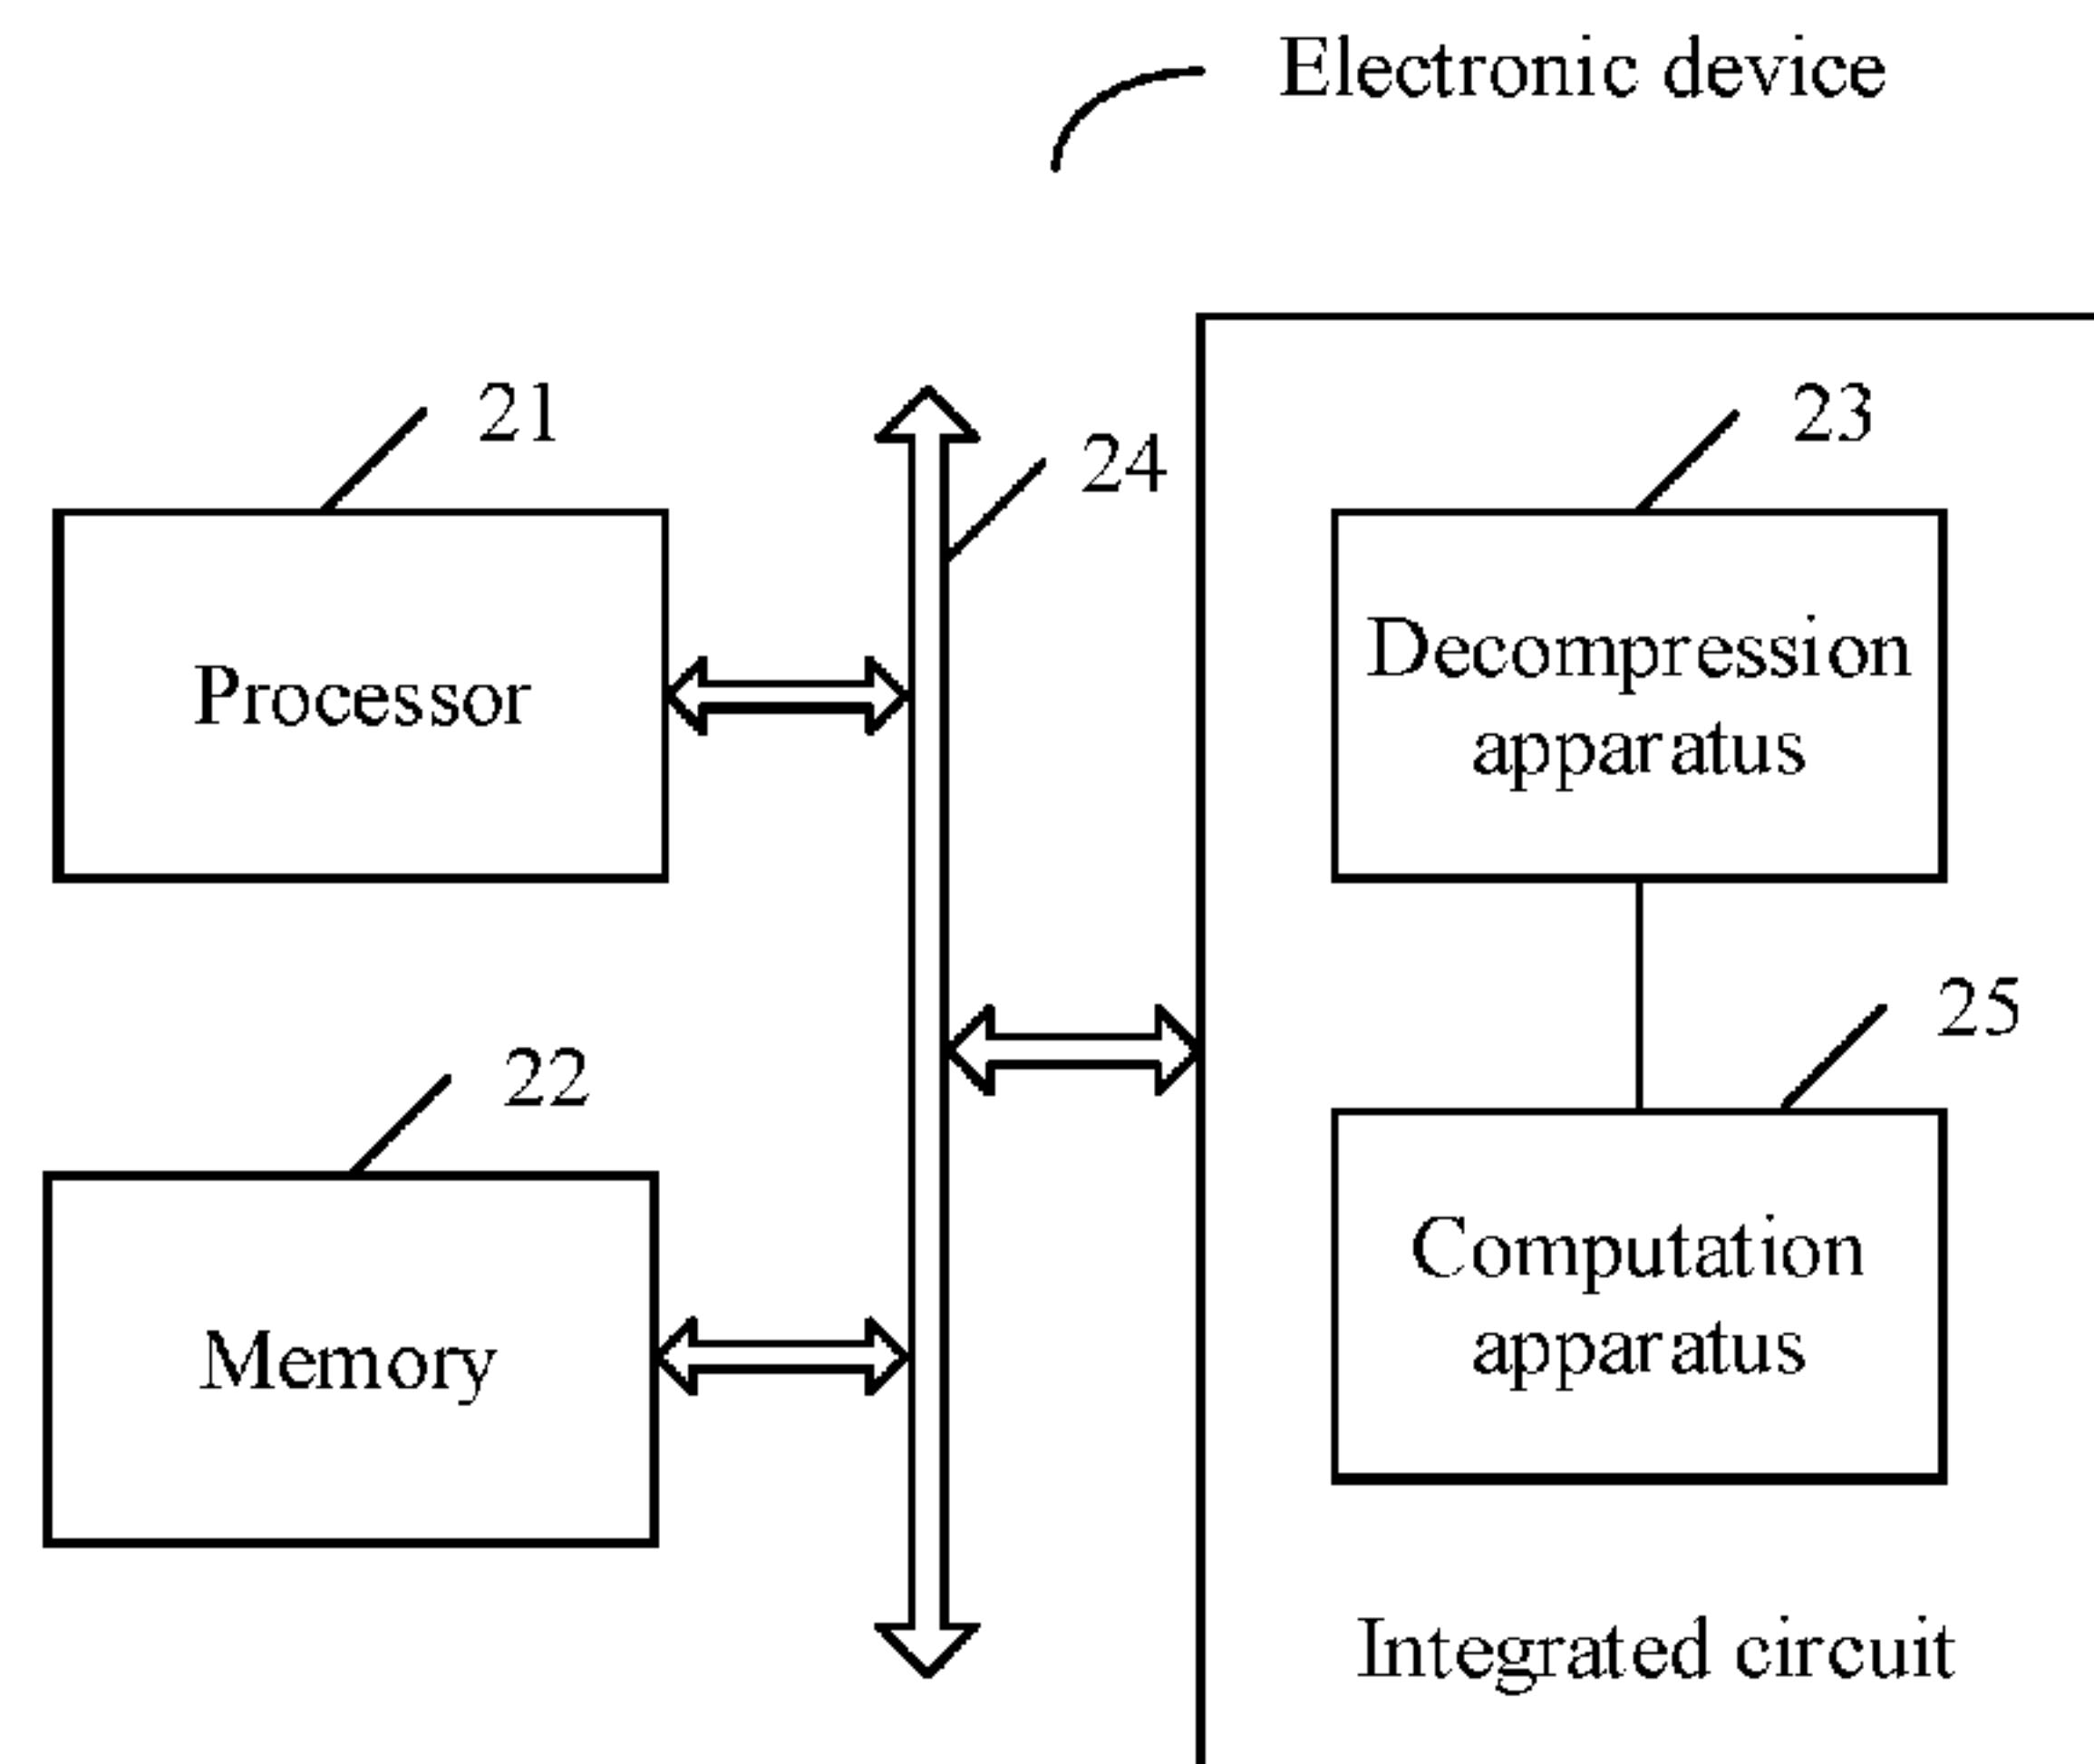 Electronic device
21
23
24
Processor
Decompression
apparatus
25
22
Computation
apparatus
Memory
Integrated circuit